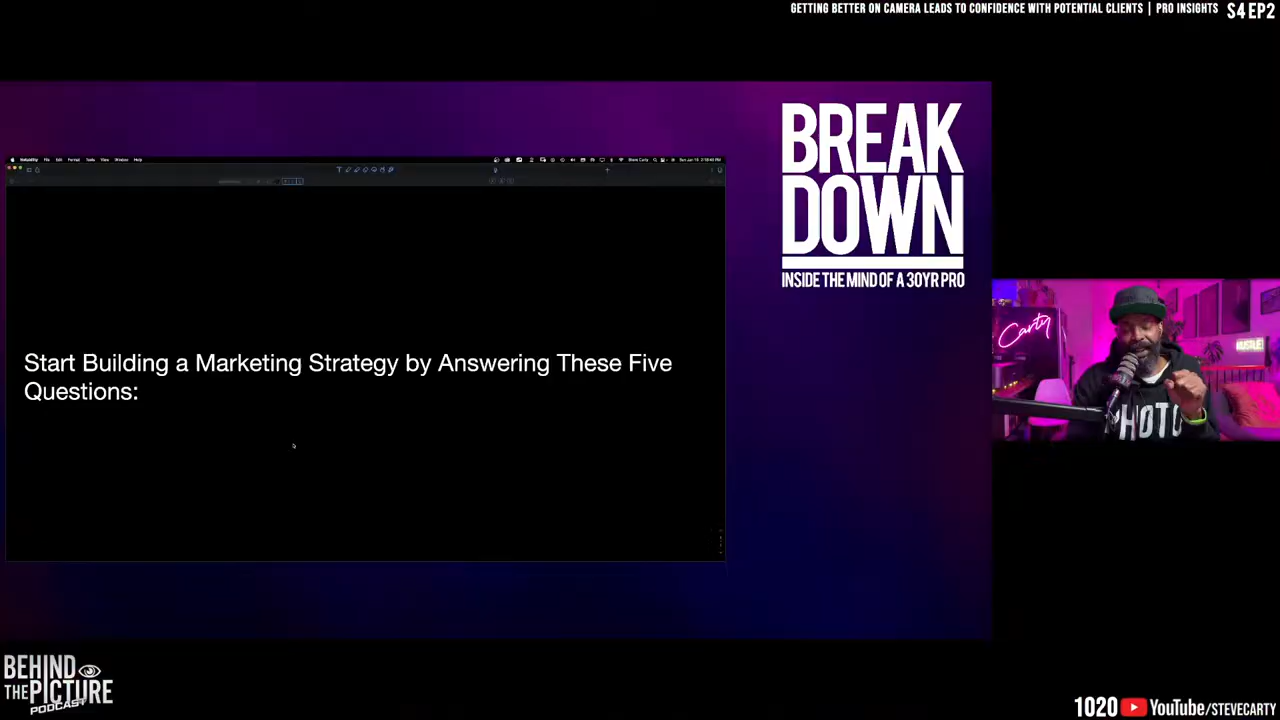 GETTING BETTER ON CAMERA LEADS TO CONFIDENCE WITH POTENTIAL CLIENTS | PRO INSIGHTS S4 EP2
BREAK
DOWN
INSIDE THE MIND OF A 30YR PRO
Start Building a Marketing Strategy by Answering These Five
Questions:
Carty
HUSTLE!
PHOTO
BEHIND
THE PICTURE
PODCAST
1020 YouTube/STEVECARTY